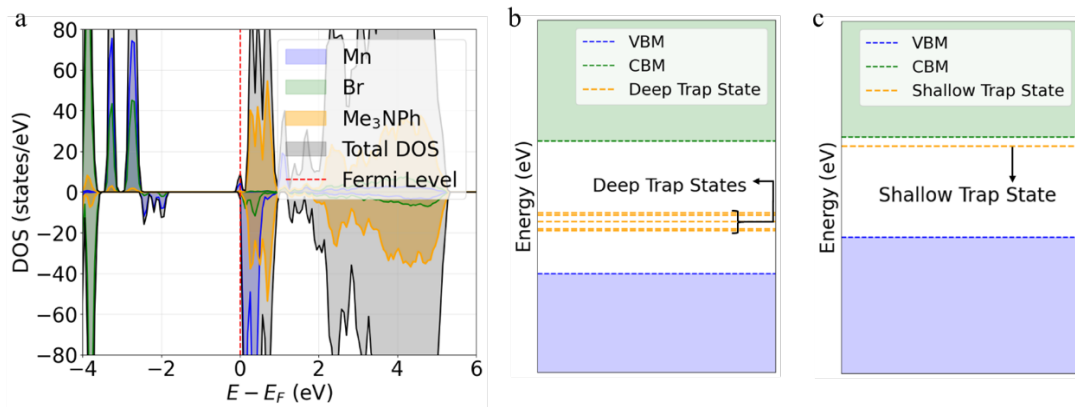 a
80
60
40
20
0
−20
−40
−60
−80
DOS (states/eV)
−4
−2
0
2
4
6
E − E_F (eV)
Mn
Br
Me₃NPh
Total DOS
Fermi Level
b
VBM
CBM
Deep Trap State
Deep Trap States
Energy (eV)
c
VBM
CBM
Shallow Trap State
Shallow Trap State
Energy (eV)